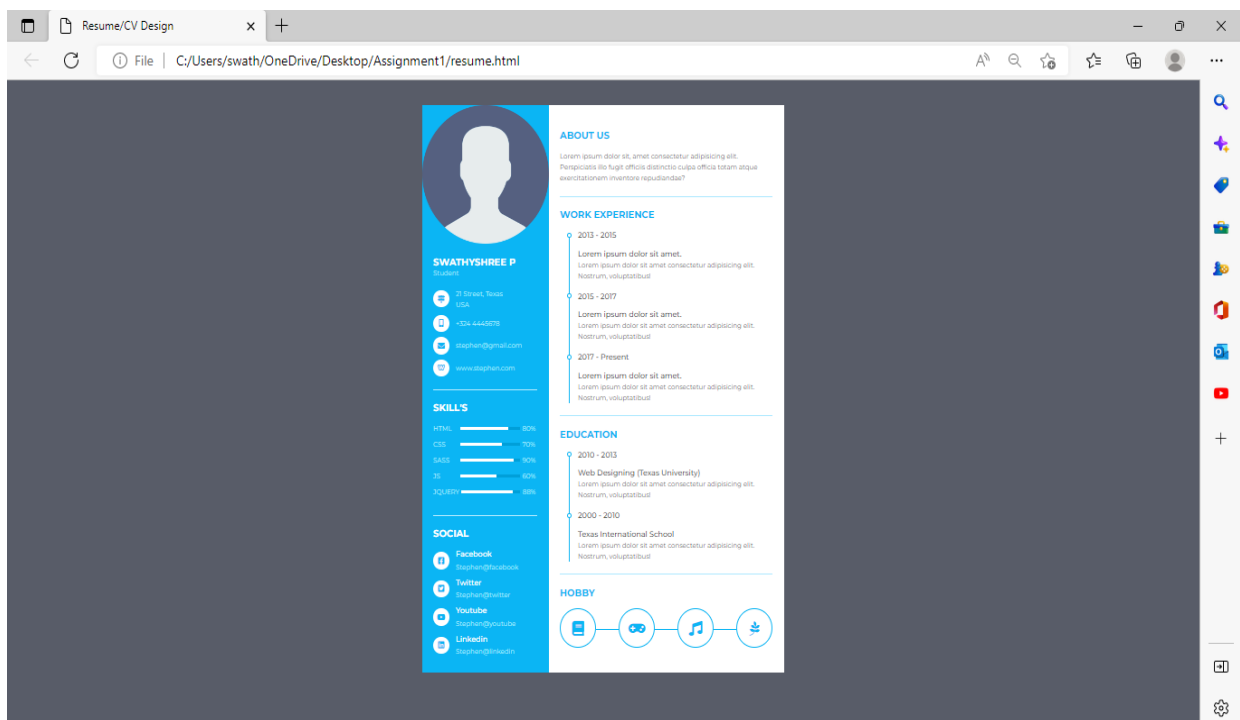 Resume/CV Design
File
C:/Users/swath/OneDrive/Desktop/Assignment1/resume.html
SWATHYSHREE P
Student
21 Street, Texas
USA
+324 4445678
stephen@gmail.com
www.stephen.com
SKILL'S
HTML 80%
CSS 70%
SASS 90%
JS 60%
JQUERY 88%
SOCIAL
Facebook
Stephen@facebook
Twitter
Stephen@twitter
Youtube
Stephen@youtube
Linkedin
Stephen@linkedin
ABOUT US
Lorem ipsum dolor sit, amet consectetur adipisicing elit.
Perspiciatis illo fugit officiis distinctio culpa officia totam atque
exercitationem inventore repudiandae?
WORK EXPERIENCE
2013 - 2015
Lorem ipsum dolor sit amet.
Lorem ipsum dolor sit amet consectetur adipisicing elit.
Nostrum, voluptatibus!
2015 - 2017
Lorem ipsum dolor sit amet.
Lorem ipsum dolor sit amet consectetur adipisicing elit.
Nostrum, voluptatibus!
2017 - Present
Lorem ipsum dolor sit amet.
Lorem ipsum dolor sit amet consectetur adipisicing elit.
Nostrum, voluptatibus!
EDUCATION
2010 - 2013
Web Designing (Texas University)
Lorem ipsum dolor sit amet consectetur adipisicing elit.
Nostrum, voluptatibus!
2000 - 2010
Texas International School
Lorem ipsum dolor sit amet consectetur adipisicing elit.
Nostrum, voluptatibus!
HOBBY